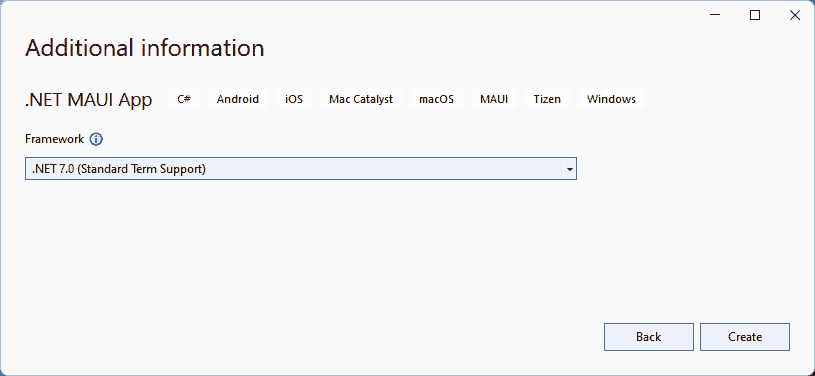 Additional information
.NET MAUI App C# Android iOS Mac Catalyst macOS MAUI Tizen Windows
Framework
.NET 7.0 (Standard Term Support)
Back Create